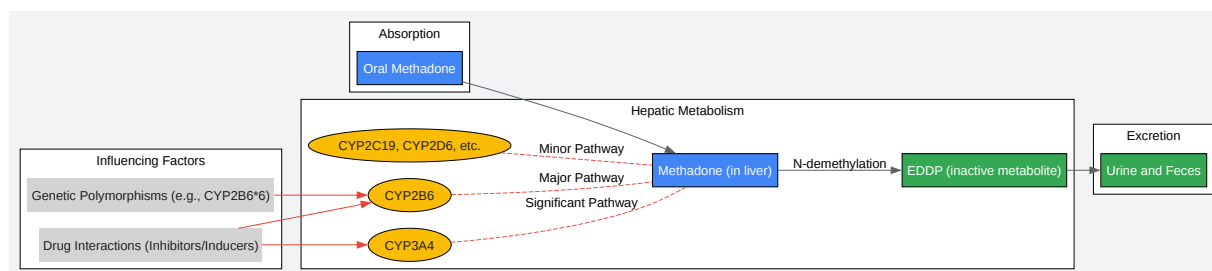 Absorption
Oral Methadone
Hepatic Metabolism
CYP2C19, CYP2D6, etc.
Minor Pathway
Excretion
Influencing Factors
Methadone (in liver)
N-demethylation
EDDP (inactive metabolite)
Urine and Feces
Genetic Polymorphisms (e.g., CYP2B6*6)
CYP2B6
Major Pathway
Significant Pathway
Drug Interactions (Inhibitors/Inducers)
CYP3A4